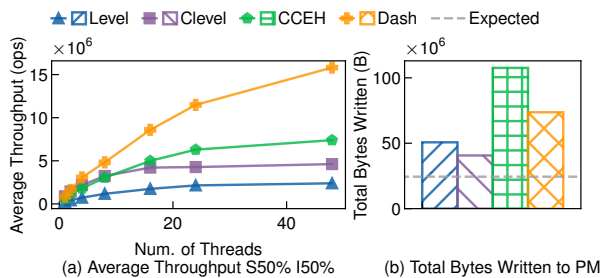 Level Clevel CCEH Dash Expected
×10⁶
15
10
5
0
Average Throughput (ops)
0 20 40
Num. of Threads
(a) Average Throughput S50% I50%
×10⁶
100
50
0
Total Bytes Written (B)
(b) Total Bytes Written to PM